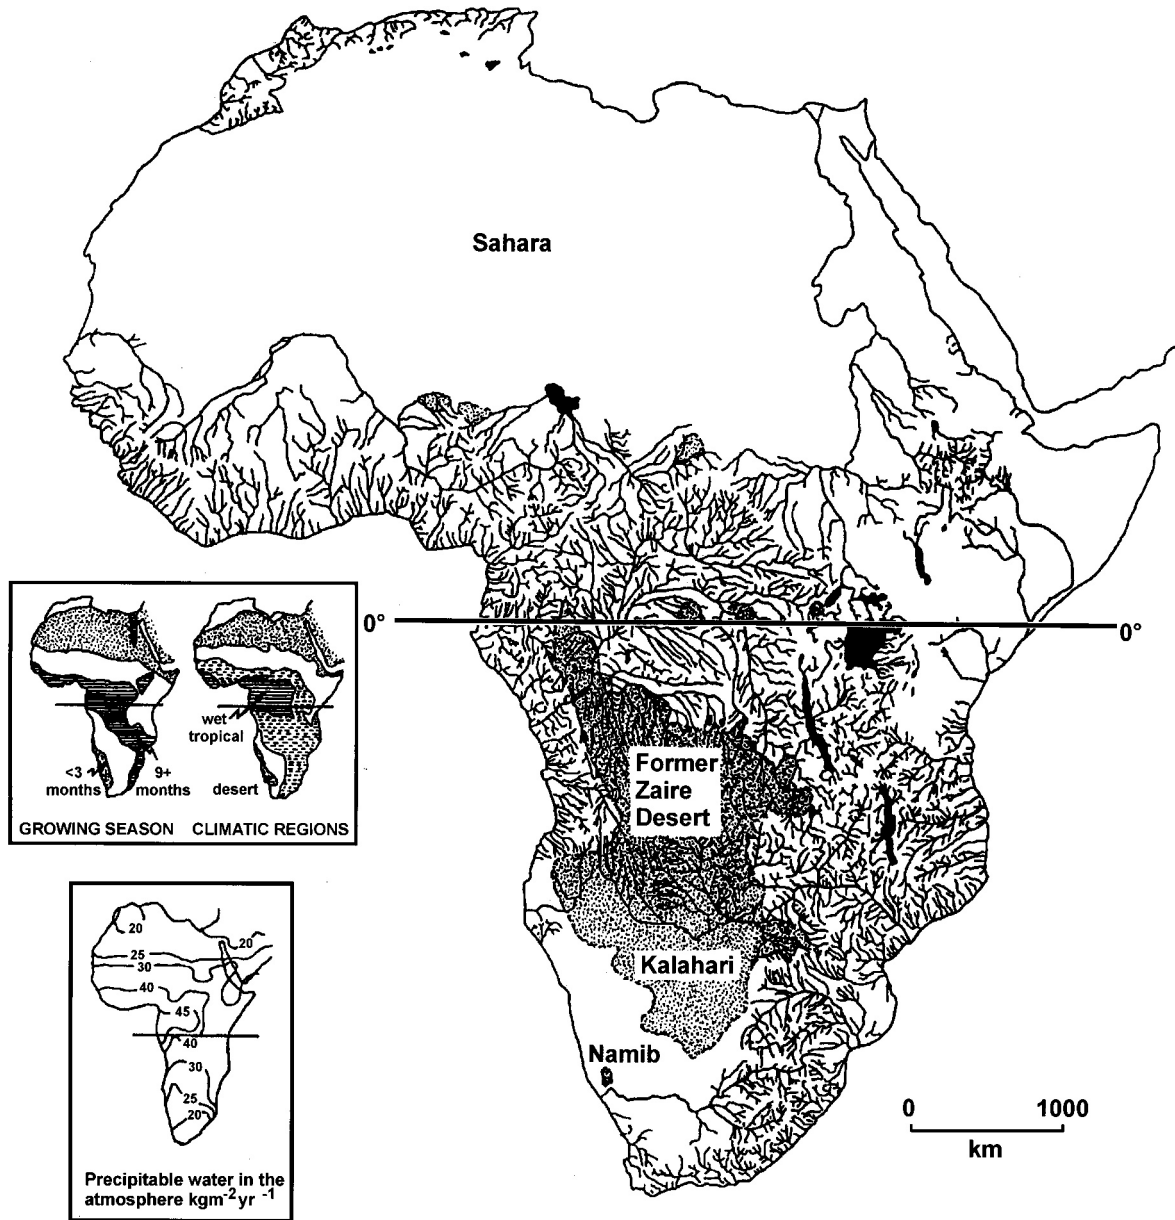 Sahara
0°
0°
Former
Zaire
Desert
Kalahari
Namib
0 1000
km
wet
tropical
<3
months
9+
months
desert
GROWING SEASON
CLIMATIC REGIONS
20
20
25
30
40
45
40
30
25
20
Precipitable water in the
atmosphere kgm⁻² yr ⁻¹